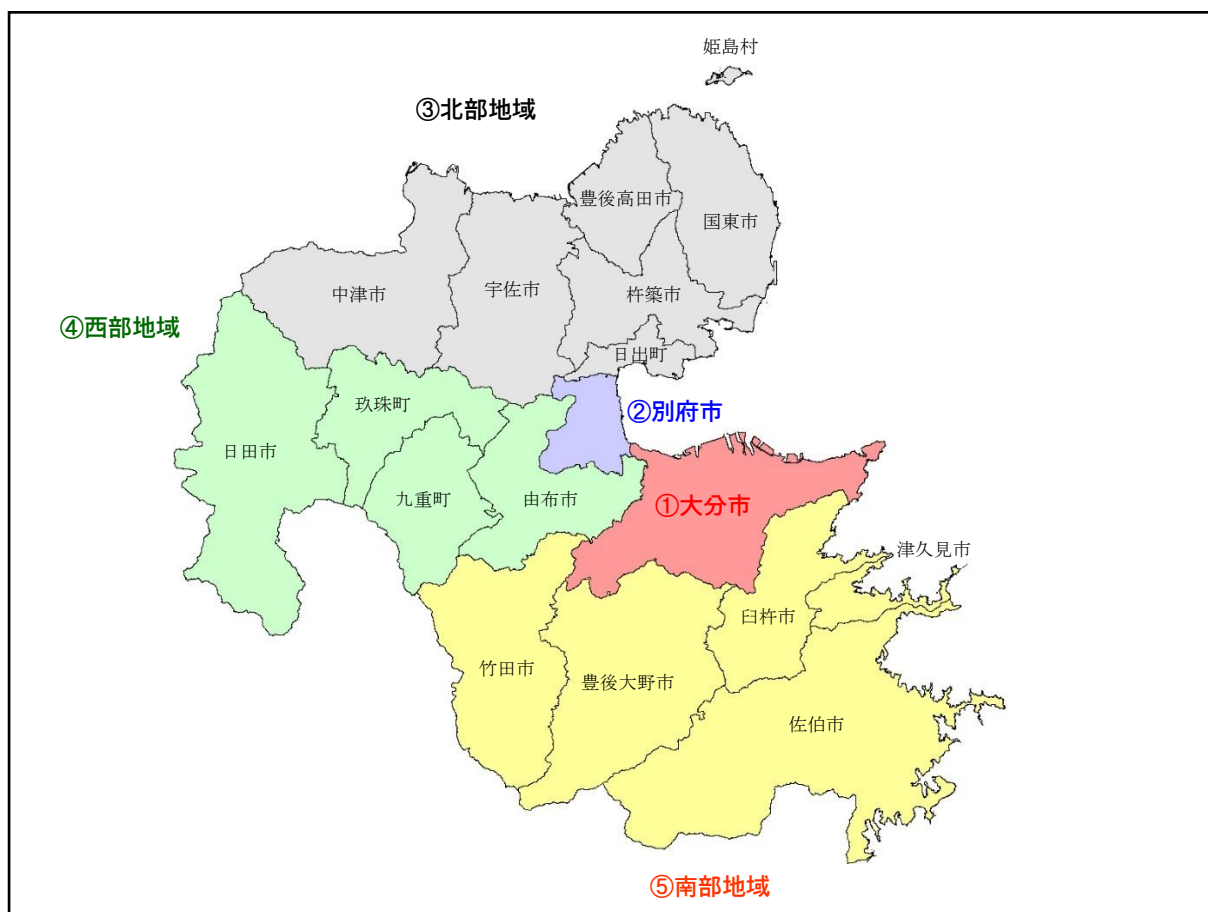 姫島村
③北部地域
豊後高田市
国東市
中津市
宇佐市
杵築市
④西部地域
日出町
玖珠町
②別府市
日田市
九重町
由布市
①大分市
津久見市
臼杵市
竹田市
豊後大野市
佐伯市
⑤南部地域